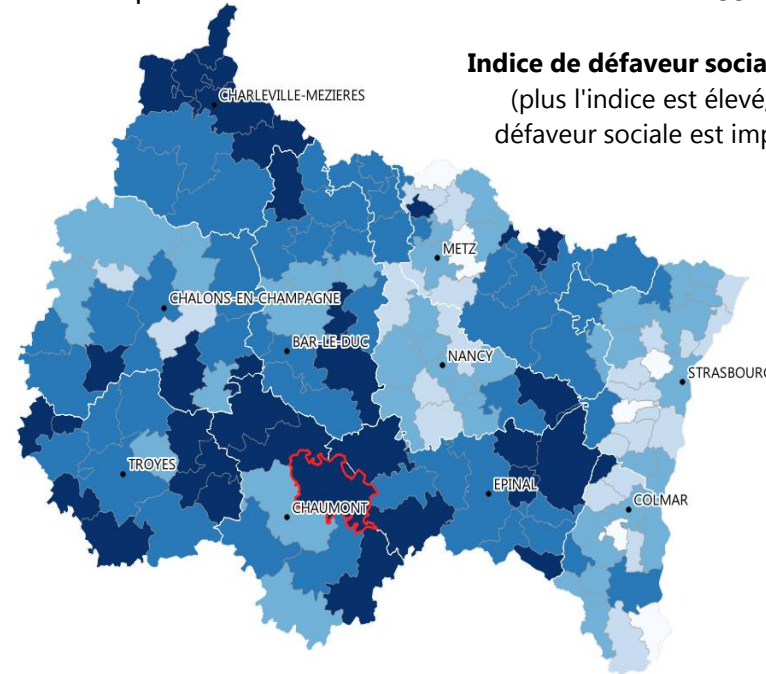 Indice de défaveur socia
(plus l'indice est élevé,
défaveur sociale est imp
CHARLEVILLE-MEZIERES
METZ
CHALONS-EN-CHAMPAGNE
BAR-LE-DUC
NANCY
STRASBOURG
TROYES
EPINAL
CHAUMONT
COLMAR